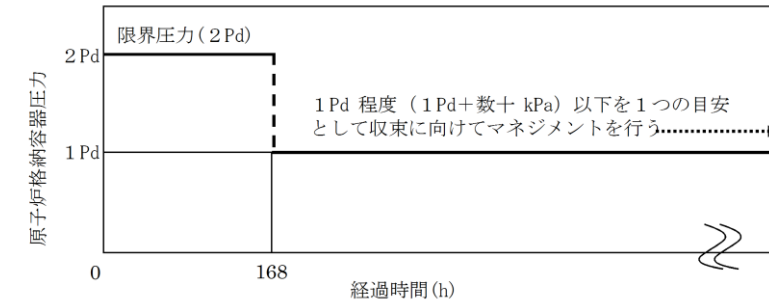 限界圧力(2Pd)
2Pd
1Pd 程度 (1Pd+数十 kPa) 以下を1つの目安
として収束に向けてマネジメントを行う
1Pd
原子炉格納容器圧力
0
168
経過時間(h)